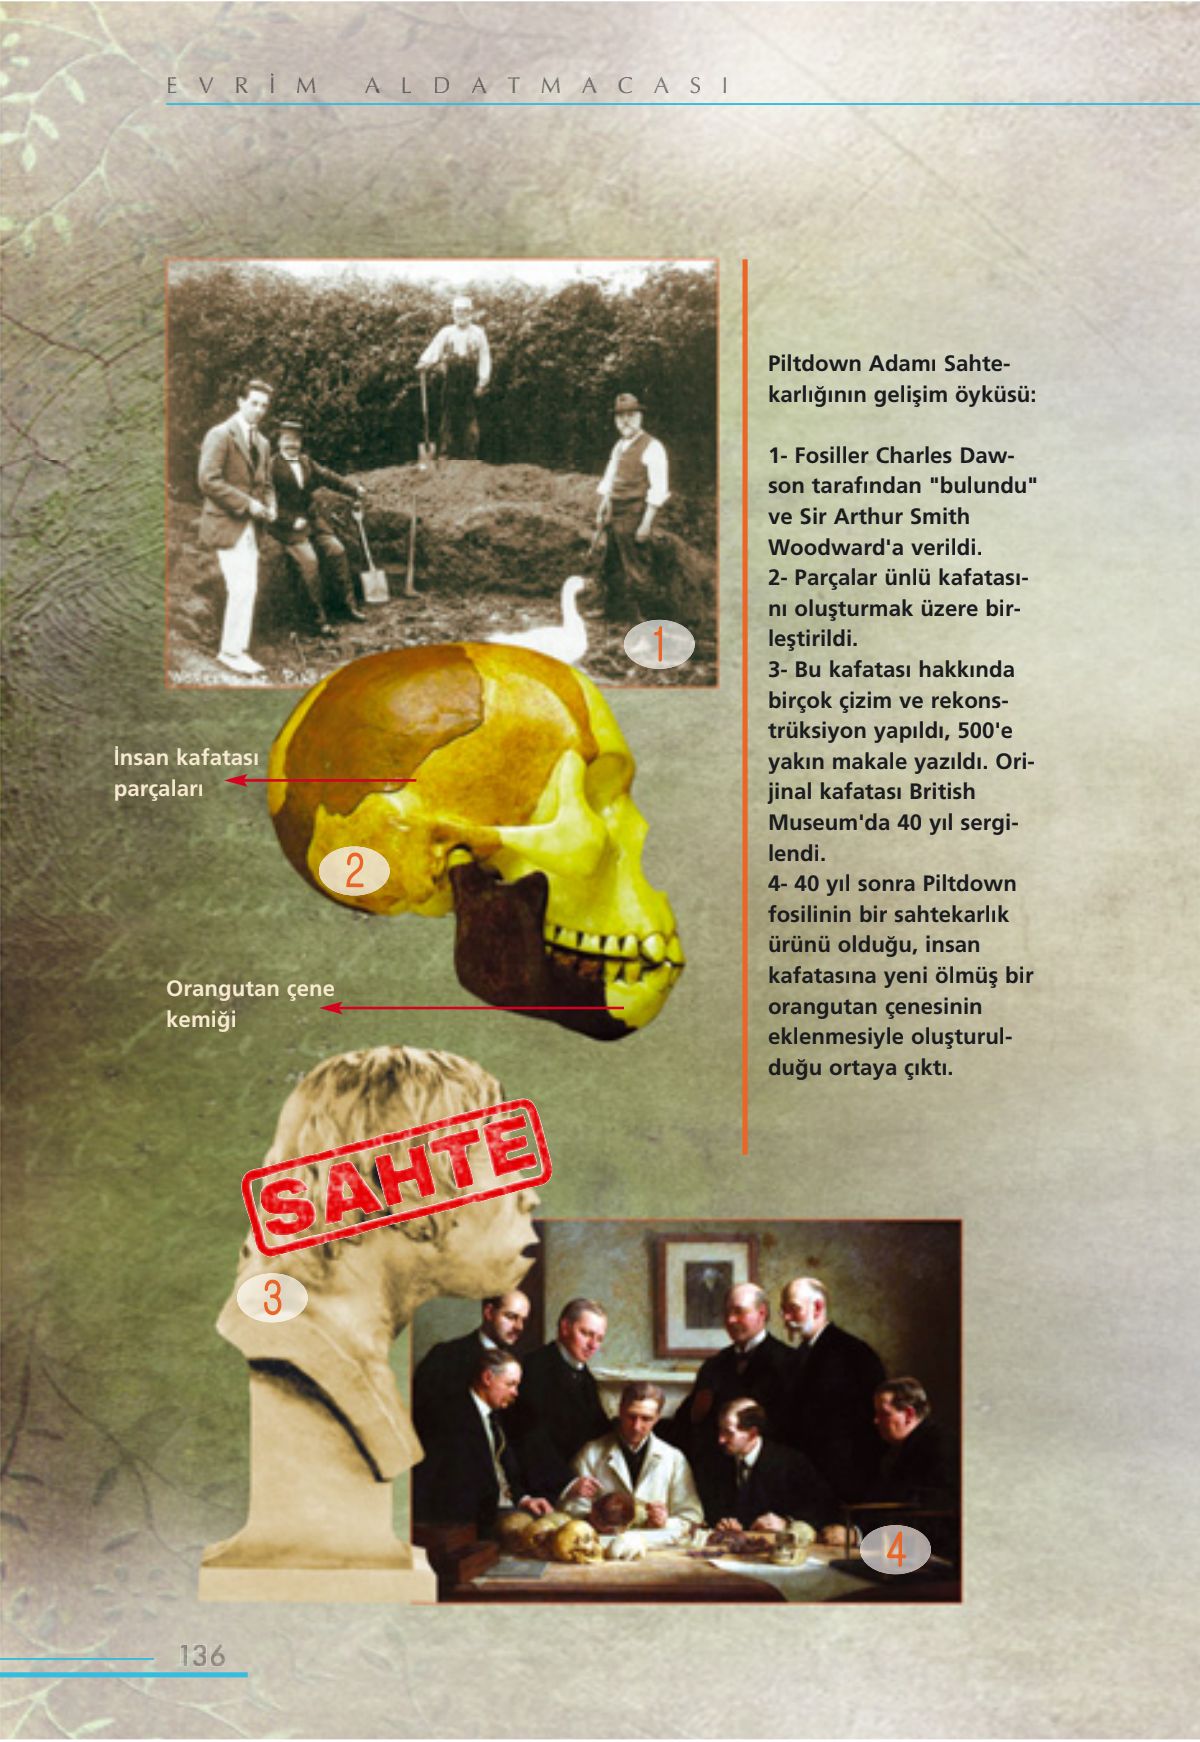 EVRİM ALDATMACASI
Piltdown Adamı Sahte-
karlığının gelişim öyküsü:
1- Fosiller Charles Daw-
son tarafından "bulundu"
ve Sir Arthur Smith
Woodward'a verildi.
2- Parçalar ünlü kafatası-
nı oluşturmak üzere bir-
leştirildi.
3- Bu kafatası hakkında
birçok çizim ve rekons-
trüksiyon yapıldı, 500'e
yakın makale yazıldı. Ori-
jinal kafatası British
Museum'da 40 yıl sergi-
lendi.
4- 40 yıl sonra Piltdown
fosilinin bir sahtekarlık
ürünü olduğu, insan
kafatasına yeni ölmüş bir
orangutan çenesinin
eklenmesiyle oluşturul-
duğu ortaya çıktı.
1
İnsan kafatası
parçaları
2
Orangutan çene
kemiği
SAHTE
3
4
136